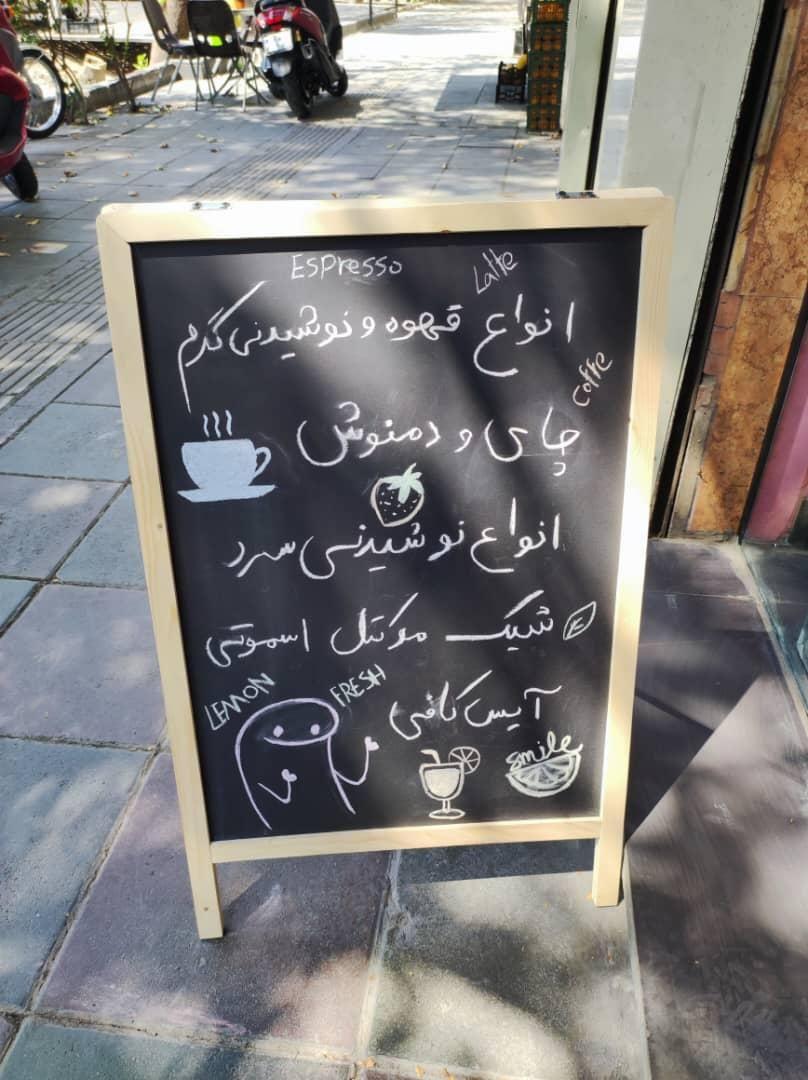 Espresso Latte
انواع قهوه و نوشیدنی گرم
Coffe
چای و دمنوش
انواع نوشیدنی سرد
شیک موکتل اسموتی
LEMON FRESH
آیس کافی
smile